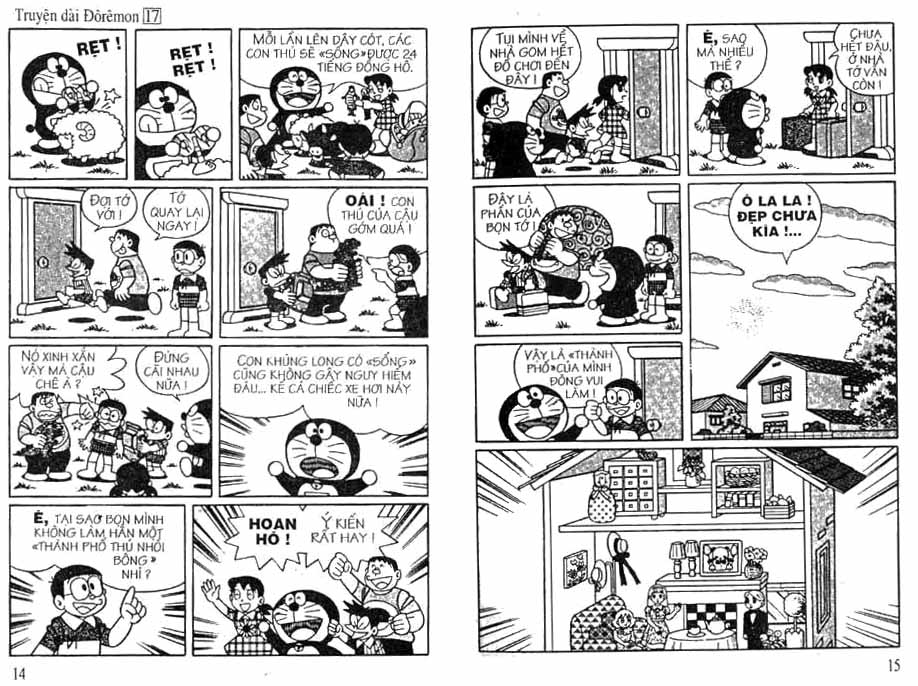 Truyện dài Đôrêmon 17
RẸT !
RẸT !
RẸT !
MỖI LẦN LÊN DÂY CÓT, CÁC
CON THÚ SẼ «SỐNG» ĐƯỢC 24
TIẾNG ĐỒNG HỒ.
ĐỢI TỚ
VỚI !
TỚ
QUAY LẠI
NGAY !
OÁI ! CON
THÚ CỦA CẬU
GỚM QUÁ !
NÓ XINH XẮN
VẬY MÀ CẬU
CHÊ À ?
ĐỪNG
CÃI NHAU
NỮA !
CON KHỦNG LONG CÓ «SỐNG»
CŨNG KHÔNG GÂY NGUY HIỂM
ĐÂU... KỂ CẢ CHIẾC XE HƠI NÀY
NỮA !
Ê, TẠI SAO BỌN MÌNH
KHÔNG LÀM HẲN MỘT
«THÀNH PHỐ THÚ NHỒI
BÔNG»
NHỈ ?
HOAN
HÔ !
Ý KIẾN
RẤT HAY !
14
TỤI MÌNH VỀ
NHÀ GOM HẾT
ĐỒ CHƠI ĐẾN
ĐÂY !
Ê, SAO
MÀ NHIỀU
THẾ ?
CHƯA
HẾT ĐÂU,
Ở NHÀ
TỚ VẪN
CÒN !
ĐÂY LÀ
PHẦN CỦA
BỌN TỚ !
Ô LA LA !
ĐẸP CHƯA
KÌA !...
VẬY LÀ «THÀNH
PHỐ» CỦA MÌNH
ĐÔNG VUI
LẮM !
15